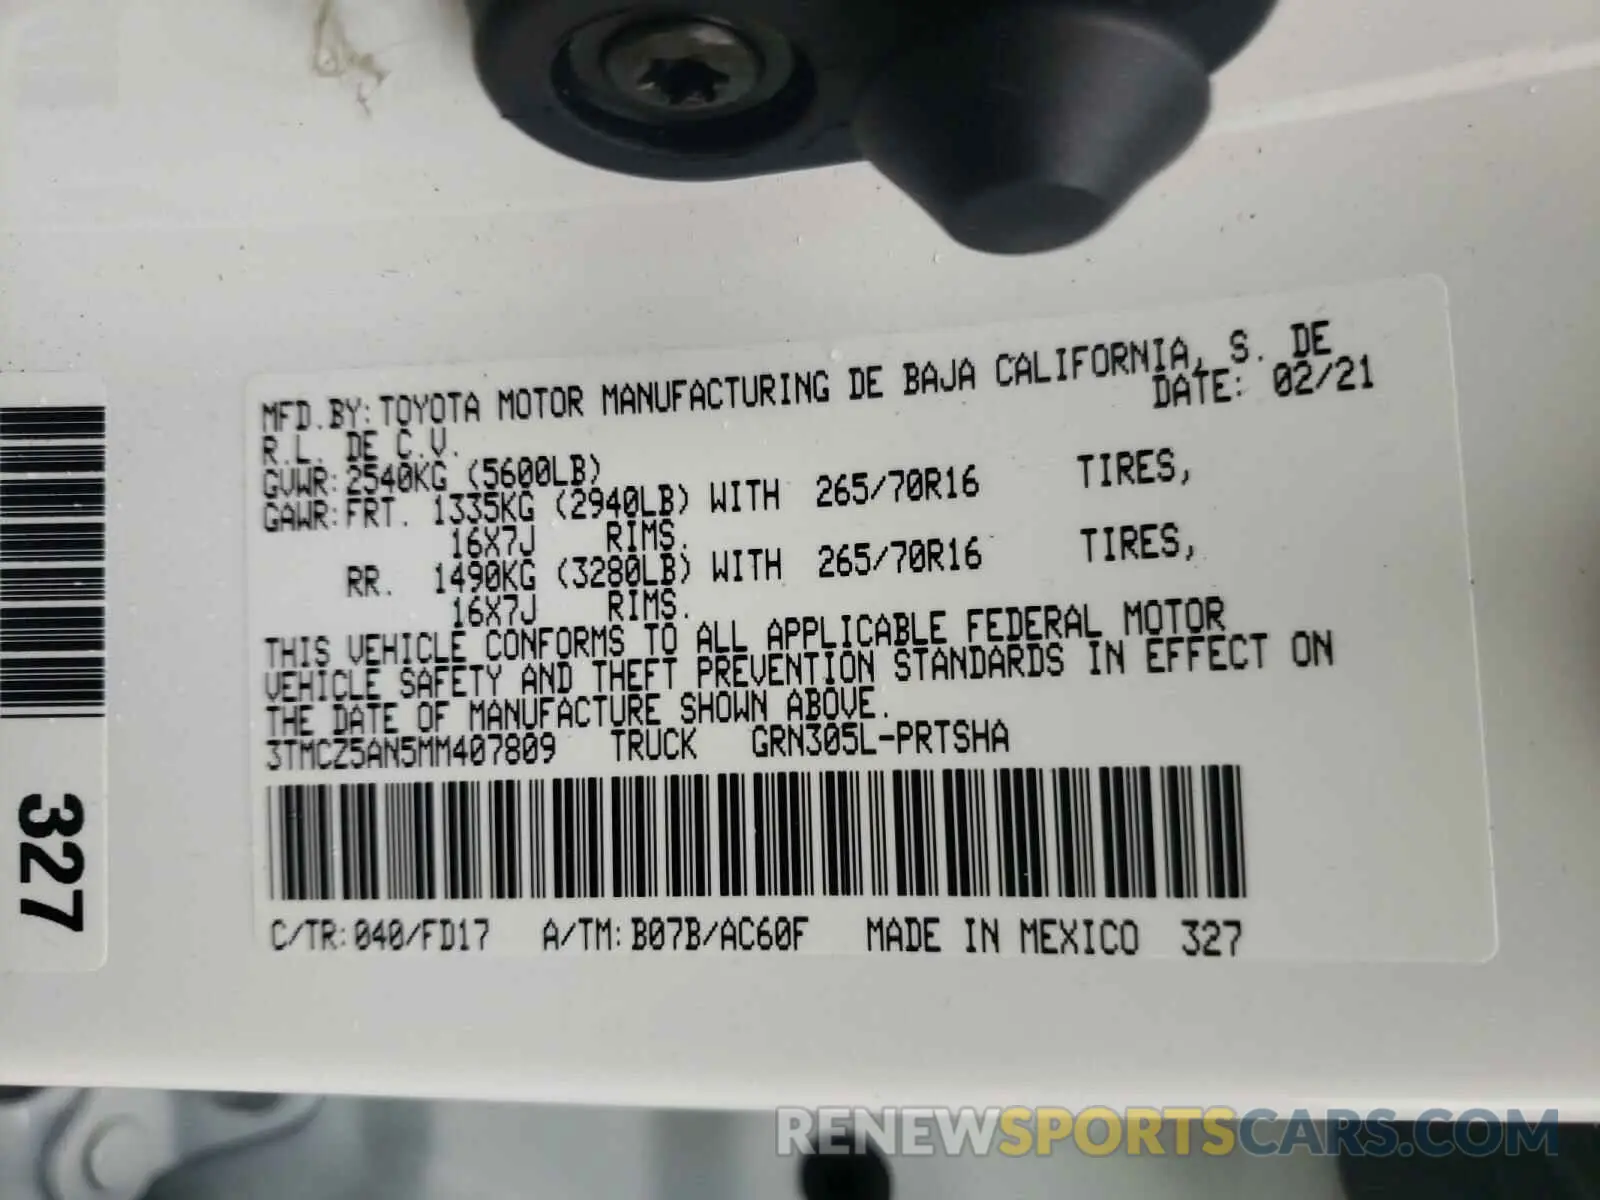 MFD.BY:TOYOTA MOTOR MANUFACTURING DE BAJA CALIFORNIA, S. DE
R.L. DE C.V. DATE: 02/21
GVWR:2540KG (5600LB)
GAWR:FRT. 1335KG (2940LB) WITH 265/70R16 TIRES,
16X7J RIMS.
RR. 1490KG (3280LB) WITH 265/70R16 TIRES,
16X7J RIMS.
THIS VEHICLE CONFORMS TO ALL APPLICABLE FEDERAL MOTOR
VEHICLE SAFETY AND THEFT PREVENTION STANDARDS IN EFFECT ON
THE DATE OF MANUFACTURE SHOWN ABOVE.
3TMCZ5AN5MM407809 TRUCK GRN305L-PRTSHA
C/TR:040/FD17 A/TM:B07B/AC60F MADE IN MEXICO 327
327
RENEWSPORTSCARS.COM